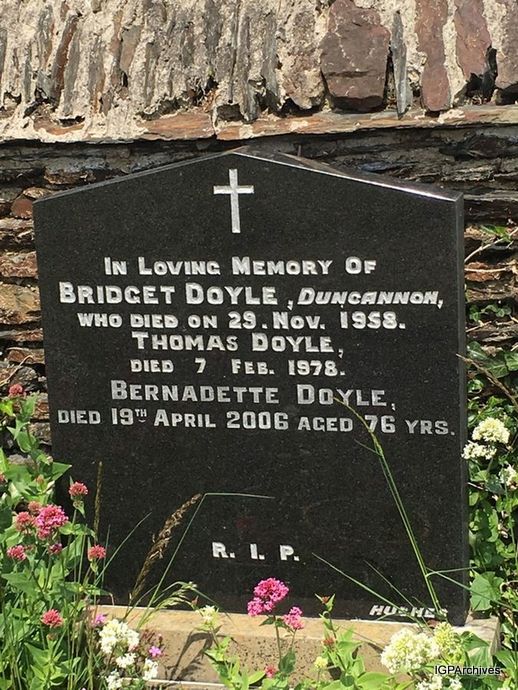 IN LOVING MEMORY OF
BRIDGET DOYLE, DUNCANNON,
WHO DIED ON 29. NOV. 1958.
THOMAS DOYLE,
DIED 7 FEB. 1978.
BERNADETTE DOYLE,
DIED 19TH APRIL 2006 AGED 76 YRS.
R. I. P.
HUGHES
IGPArchives